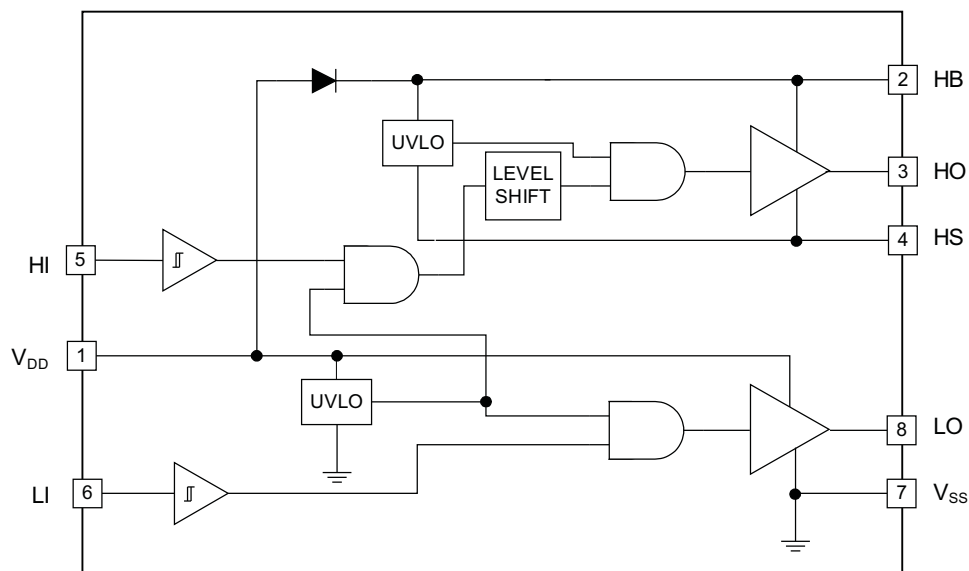 2 HB
UVLO
LEVEL
SHIFT
3 HO
4 HS
HI 5
VDD 1
UVLO
8 LO
LI 6
7 VSS